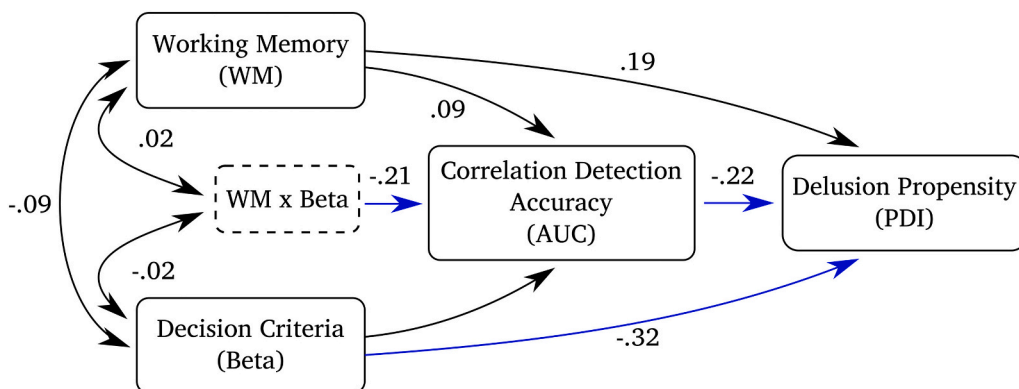 Working Memory
(WM)
.19
.09
.02
-.09
WM x Beta
-.21
Correlation Detection
Accuracy
(AUC)
-.22
Delusion Propensity
(PDI)
-.02
Decision Criteria
(Beta)
-.32